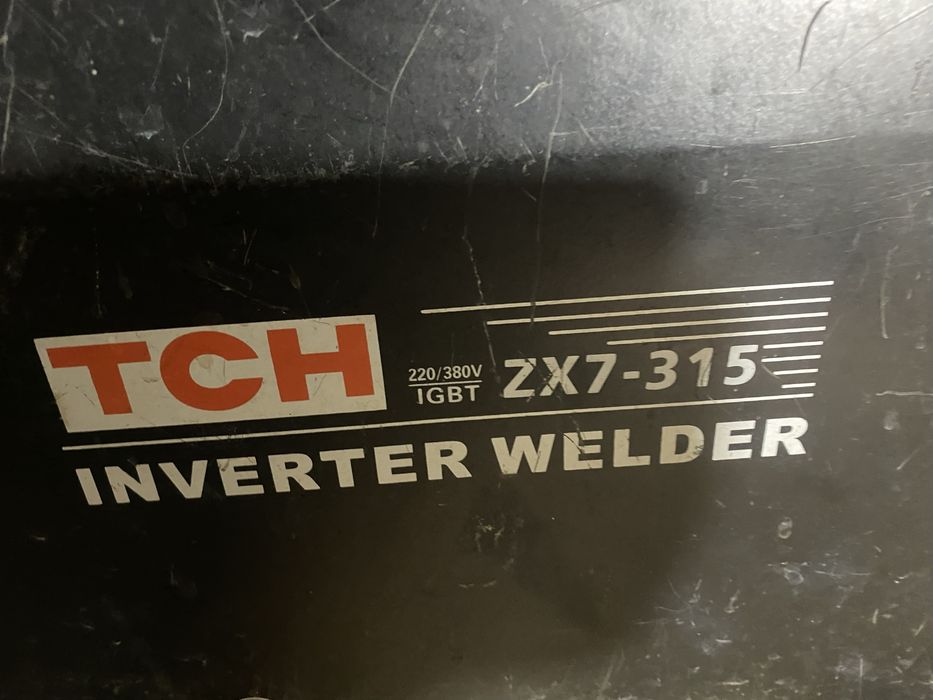 TCH
220/380V
IGBT
ZX7-315
INVERTER WELDER